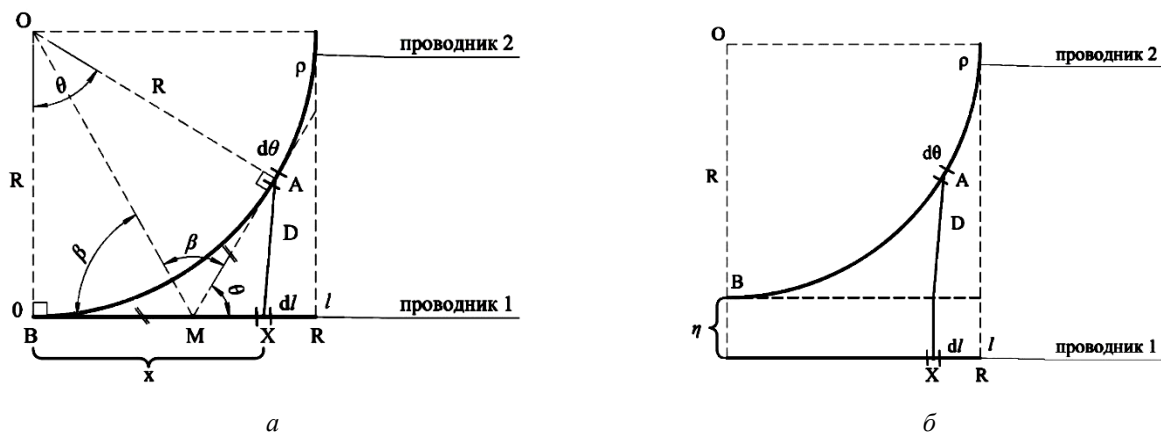 O
θ
R
ρ
проводник 2
dθ
A
R
D
β
β
θ
0
dl
l
проводник 1
B
M
X
R
x
а
O
ρ
проводник 2
dθ
A
R
D
B
η
dl
l
проводник 1
X
R
б